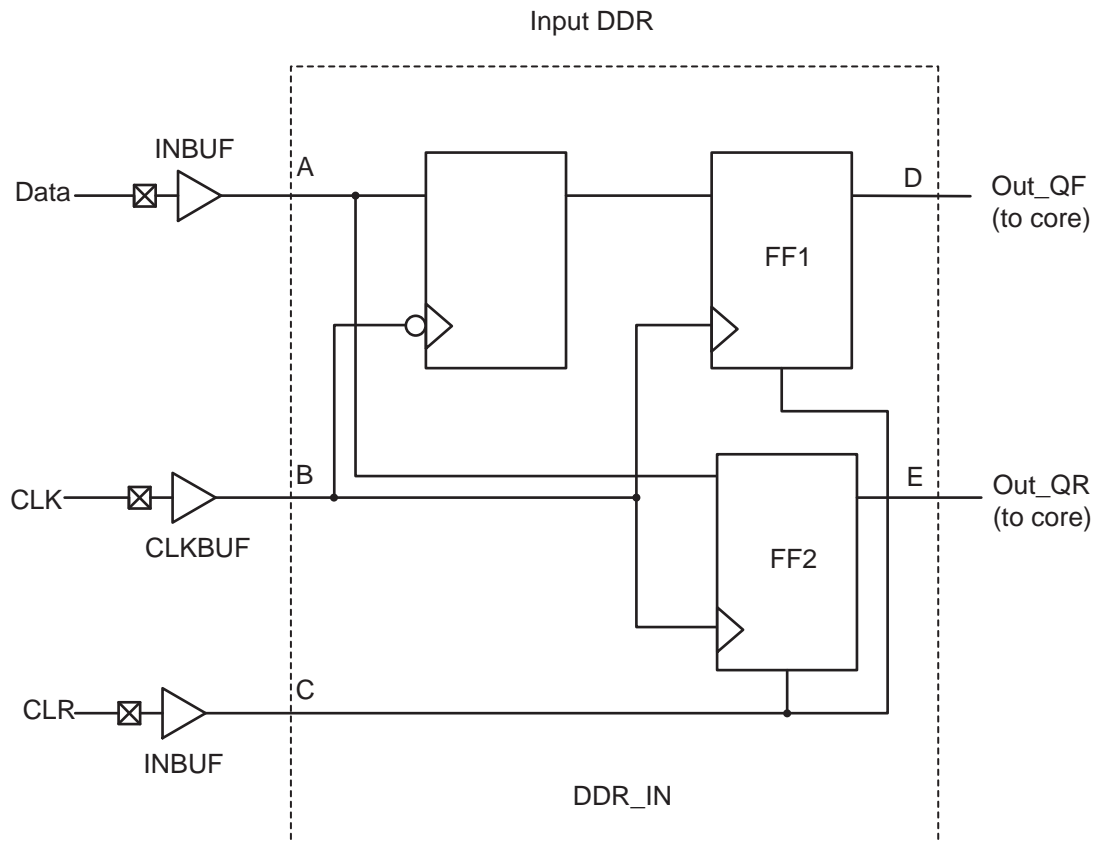 Input DDR
INBUF
A
Data
D
Out_QF
(to core)
FF1
B
CLK
CLKBUF
E
Out_QR
(to core)
FF2
C
CLR
INBUF
DDR_IN